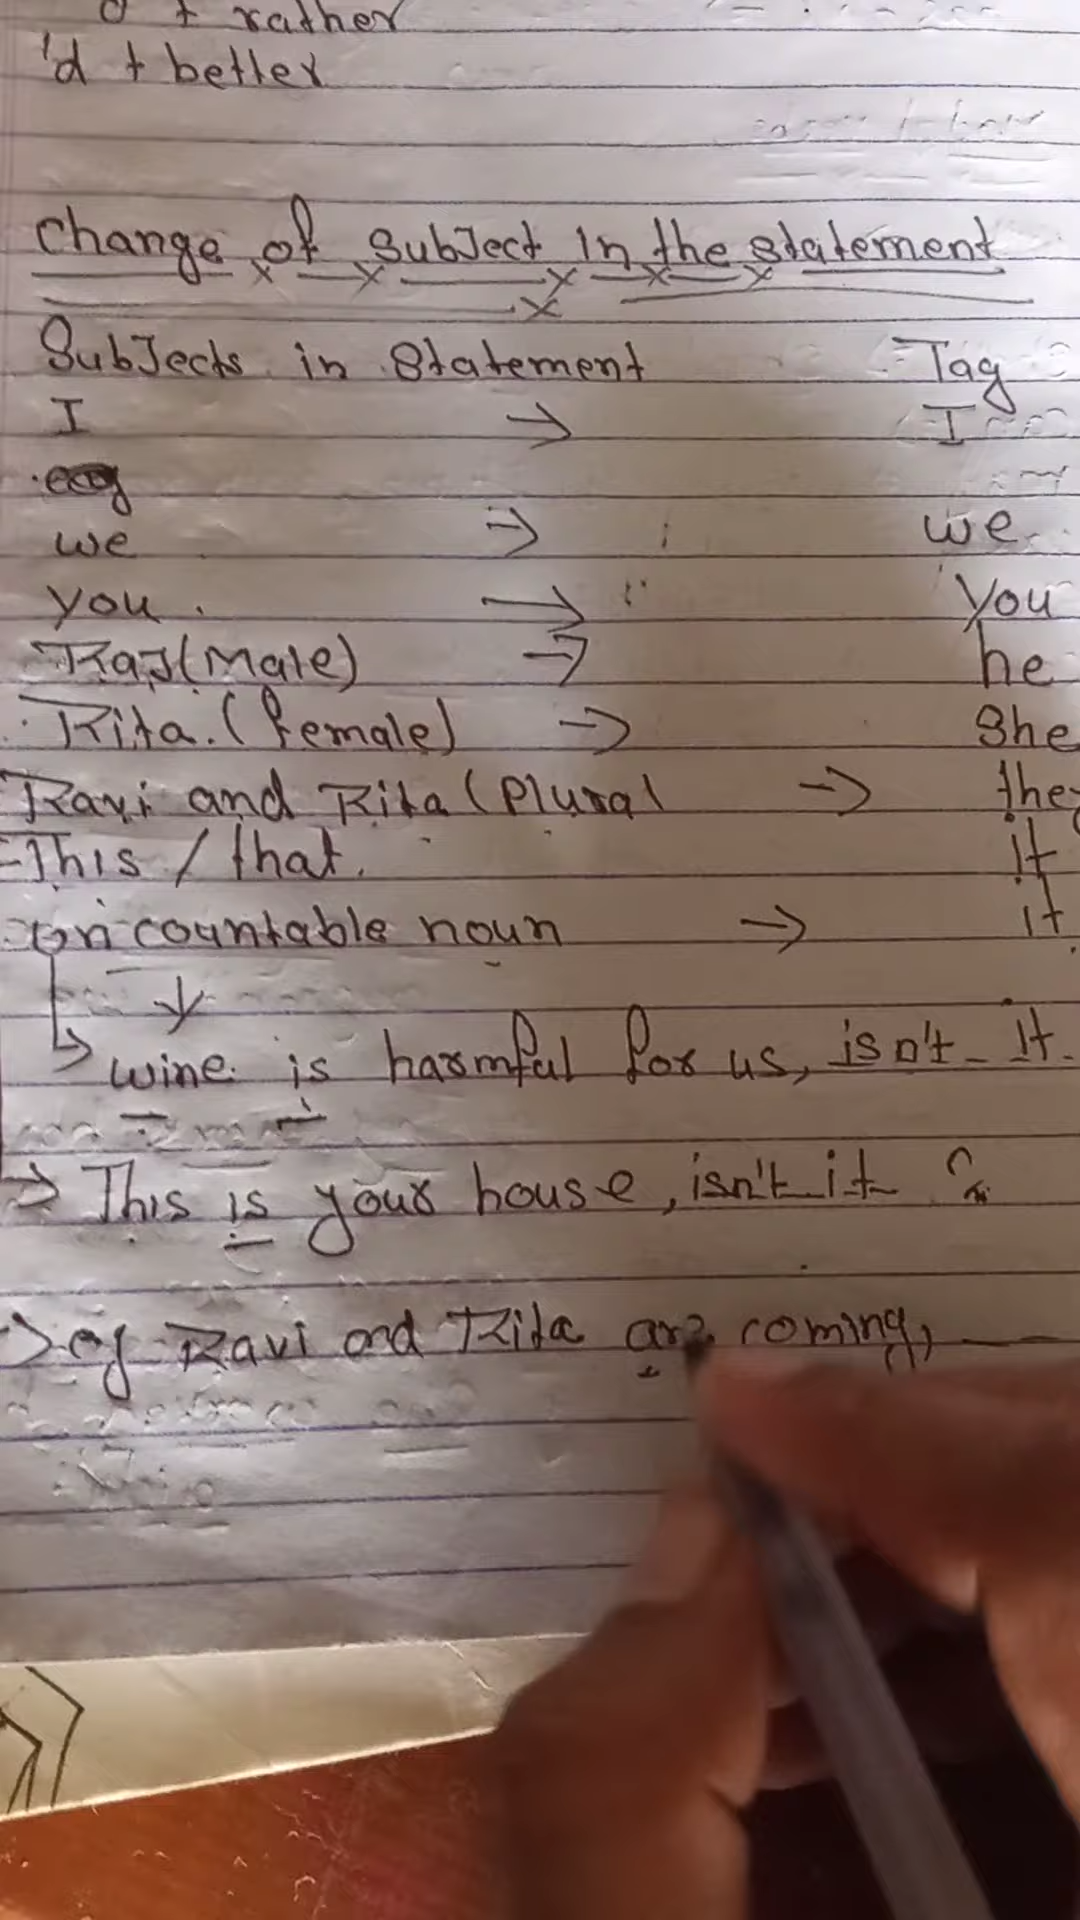 + rather
'd + better
Change of SubJect in the statement
SubJects in Statement Tag
I → I
we → we
you. → you
Raj (Male) → he
Rita. (female) → She
Ravi and Rita (Plural → they
This / that. it
Uncountable noun → it
wine is harmful for us, isn't it.
→ This is your house, isn't it ?
→ eg Ravi and Rita are coming,